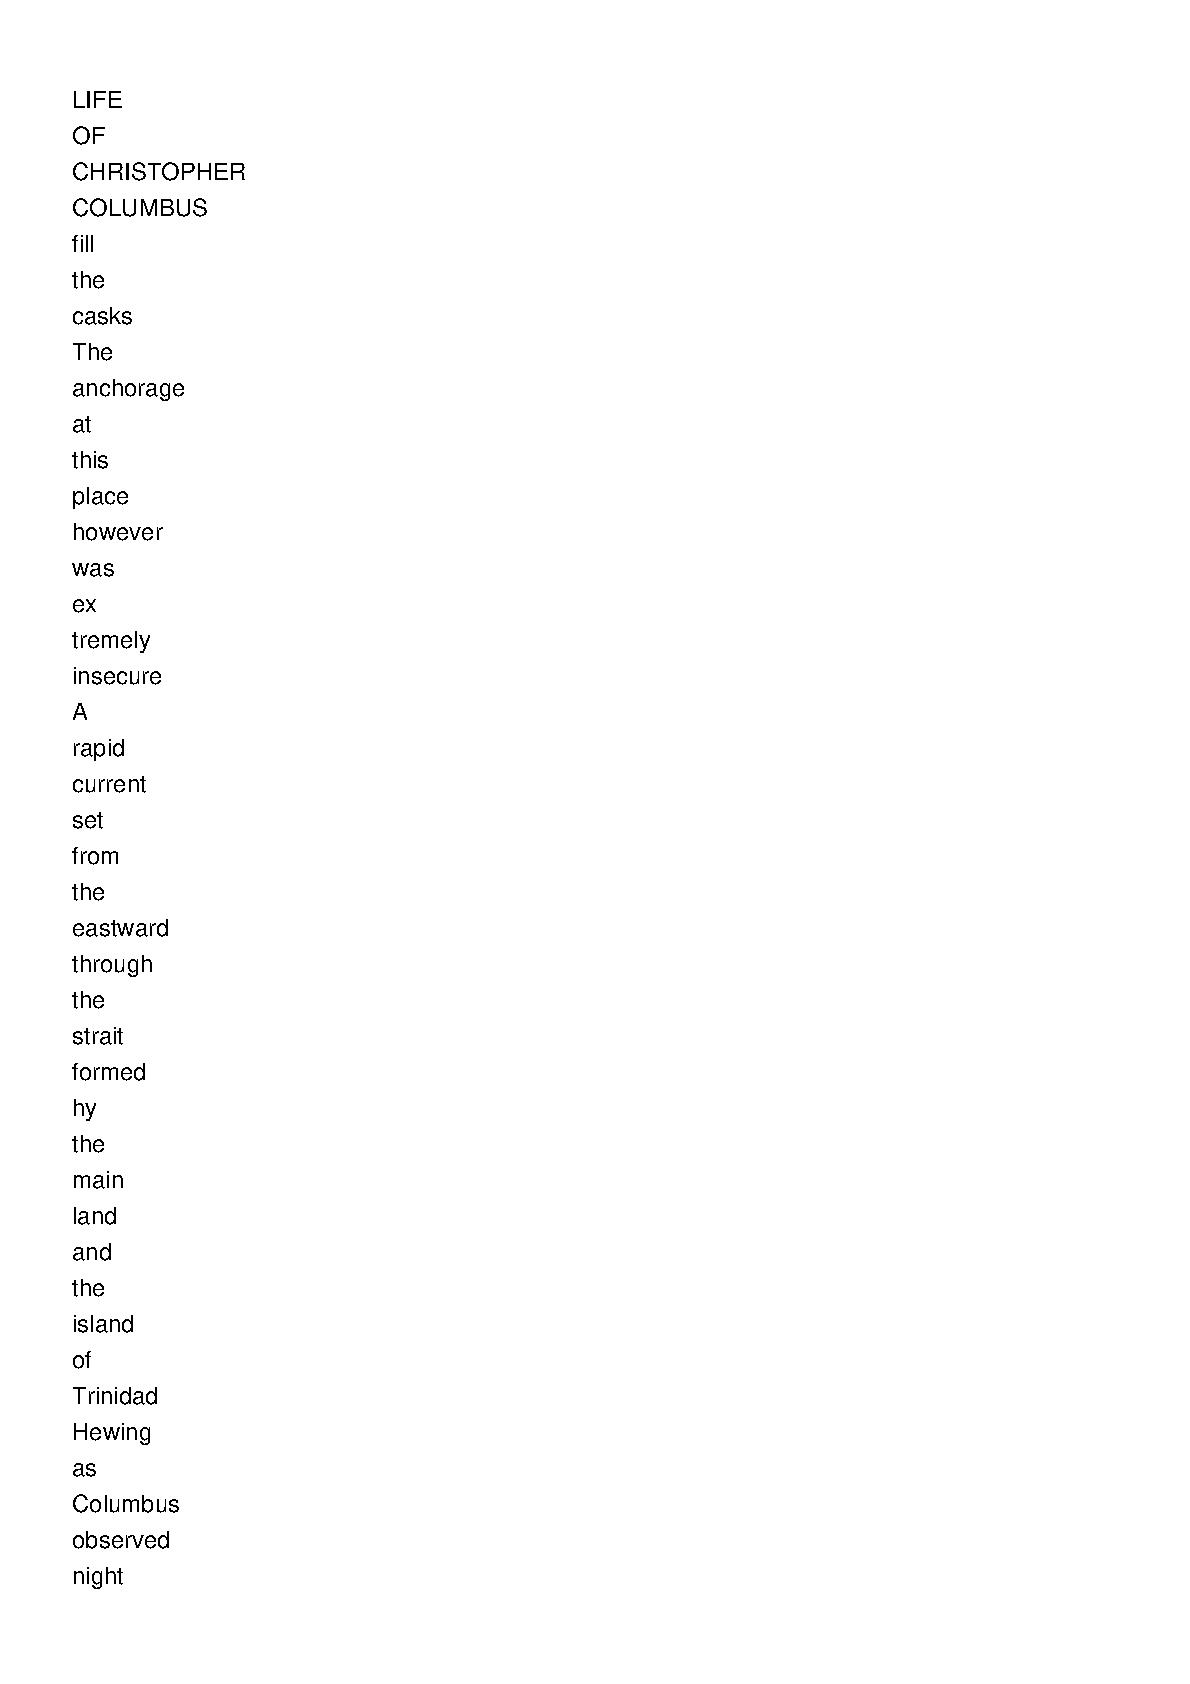 LIFE
OF
CHRISTOPHER
COLUMBUS
fill
the
casks
The
anchorage
at
this
place
however
was
ex
tremely
insecure
A
rapid
current
set
from
the
eastward
through
the
strait
formed
hy
the
main
land
and
the
island
of
Trinidad
Hewing
as
Columbus
observed
night